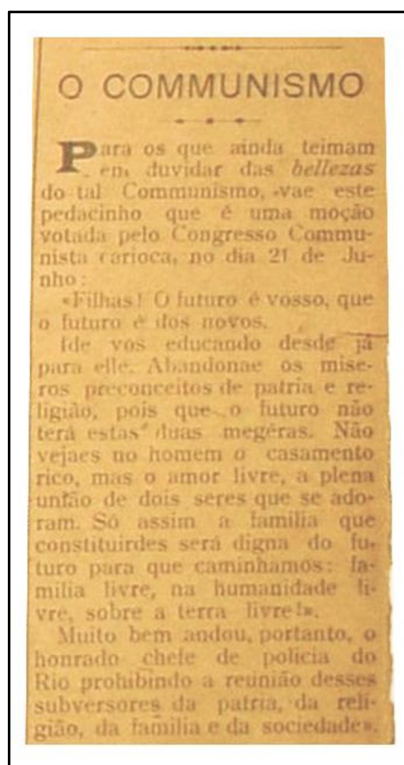 O COMMUNISMO
Para os que ainda teimam
em duvidar das bellezas
do tal Communismo, vae este
pedacinho que é uma moção
votada pelo Congresso Commu-
nista carioca, no dia 21 de Ju-
nho:
«Filhas! O futuro é vosso, que
o futuro é dos novos.
Ide vos educando desde já
para elle. Abandonae os mise-
ros preconceitos de patria e re-
ligião, pois que o futuro não
terá estas duas megéras. Não
vejaes no homem o casamento
rico, mas o amor livre, a plena
união de dois seres que se ado-
ram. Só assim a familia que
constituirdes será digna do fu-
turo para que caminhamos: fa-
milia livre, na humanidade li-
vre, sobre a terra livre!».
Muito bem andou, portanto, o
honrado chefe de policia do
Rio prohibindo a reunião desses
subversores da patria, da reli-
gião, da familia e da sociedade».